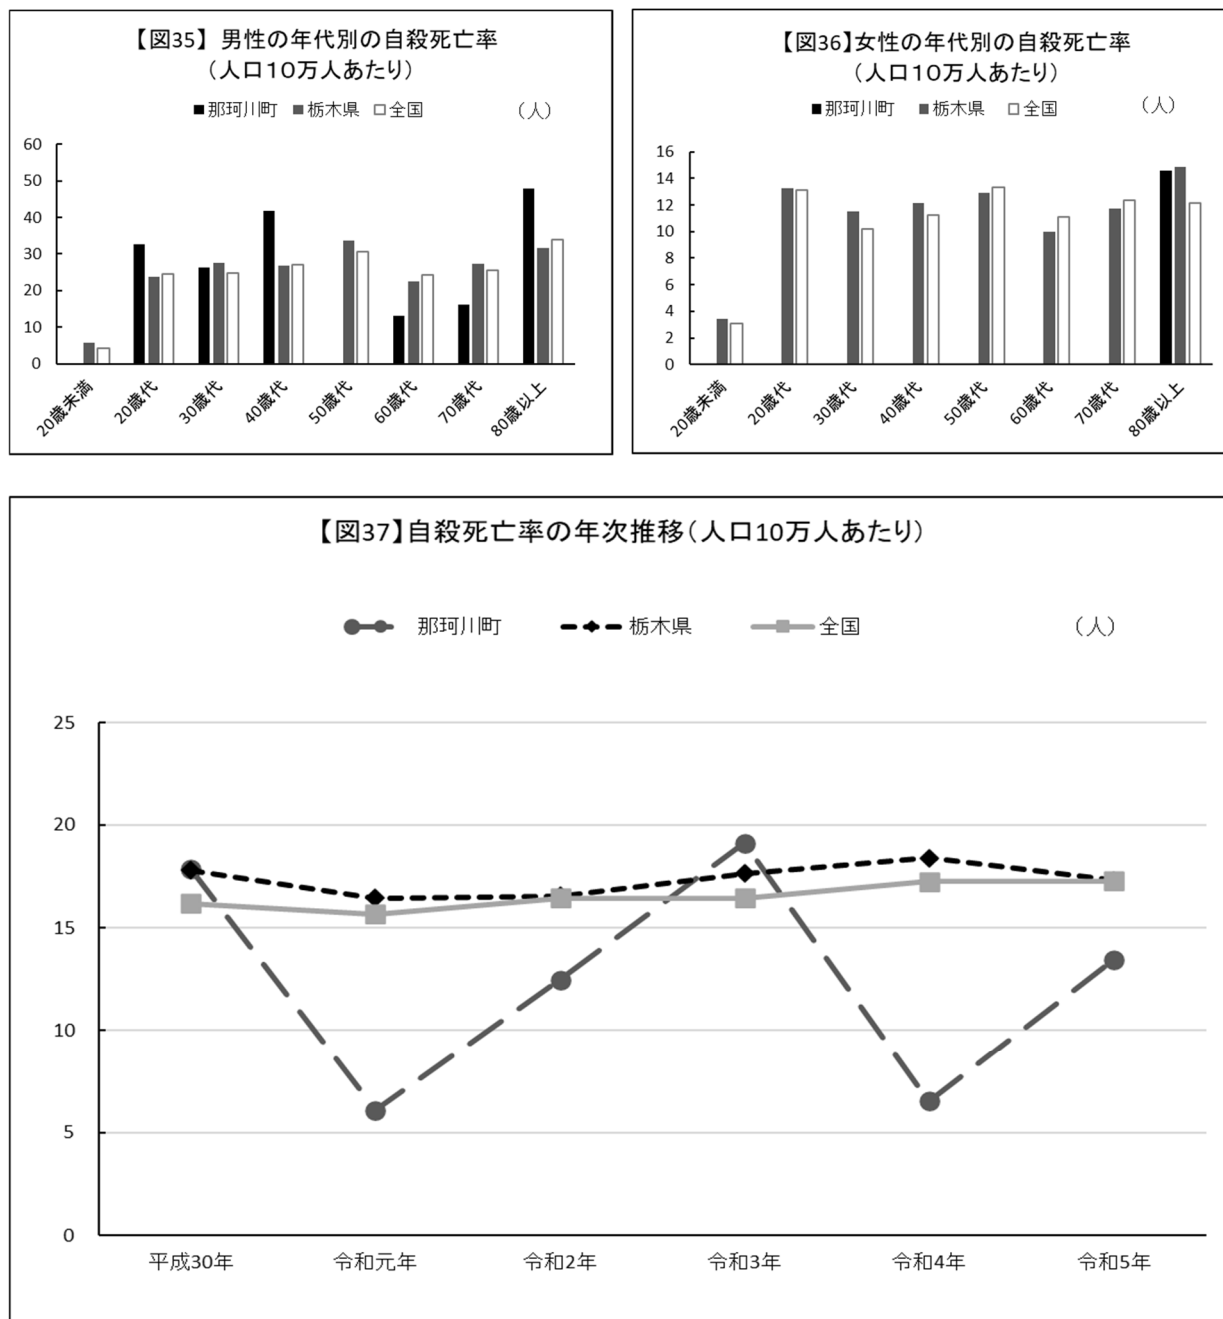 【図35】 男性の年代別の自殺死亡率
（人口１０万人あたり）
■那珂川町 ■栃木県 □全国 （人）
60
50
40
30
20
10
0
20歳未満 20歳代 30歳代 40歳代 50歳代 60歳代 70歳代 80歳以上
【図36】女性の年代別の自殺死亡率
（人口１０万人あたり）
■那珂川町 ■栃木県 □全国 （人）
16
14
12
10
8
6
4
2
0
20歳未満 20歳代 30歳代 40歳代 50歳代 60歳代 70歳代 80歳以上
【図37】自殺死亡率の年次推移（人口10万人あたり）
那珂川町 栃木県 全国 （人）
25
20
15
10
5
0
平成30年 令和元年 令和2年 令和3年 令和4年 令和5年